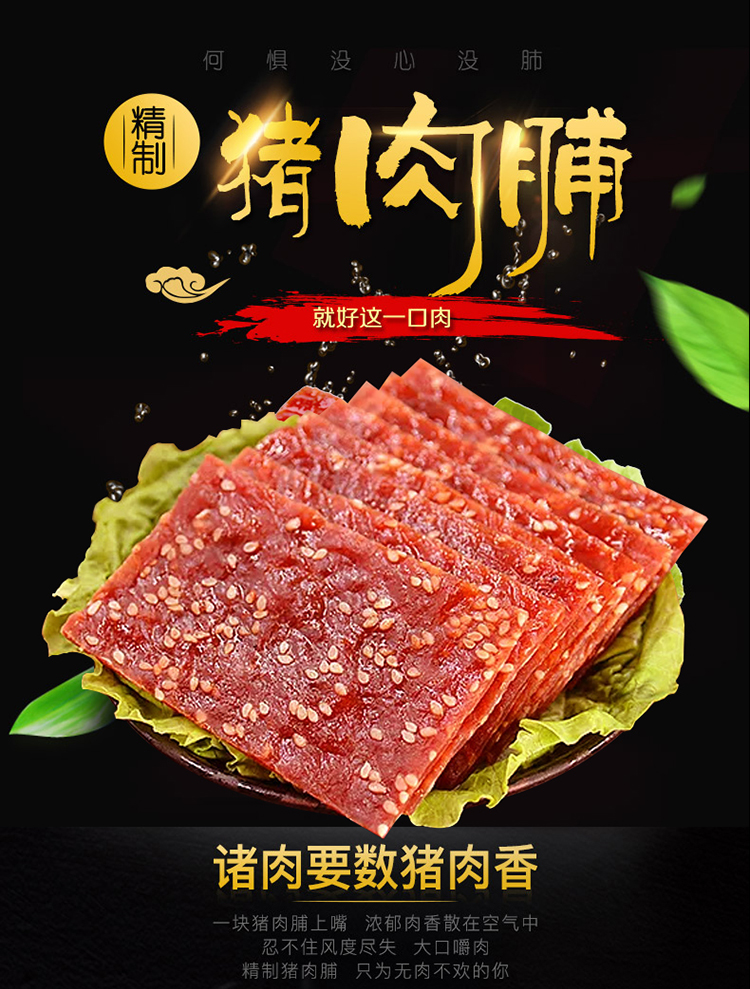 何惧没心没肺
精制
猪肉脯
就好这一口肉
诸肉要数猪肉香
一块猪肉脯上嘴 浓郁肉香散在空气中
忍不住风度尽失 大口嚼肉
精制猪肉脯 只为无肉不欢的你